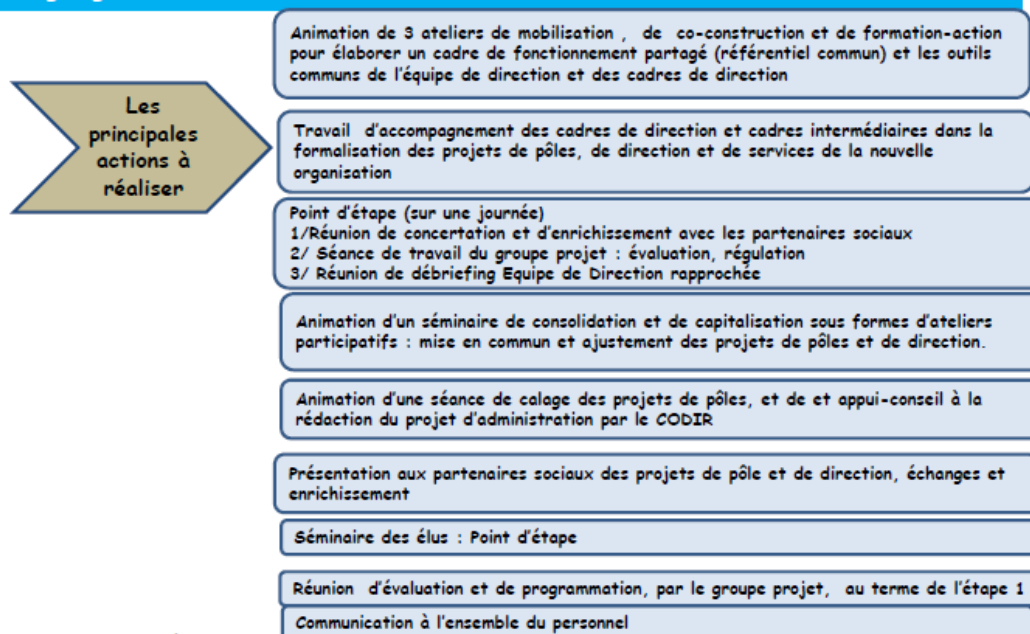 Les
principales
actions à
réaliser
Animation de 3 ateliers de mobilisation , de co-construction et de formation-action
pour élaborer un cadre de fonctionnement partagé (référentiel commun) et les outils
communs de l'équipe de direction et des cadres de direction
Travail d'accompagnement des cadres de direction et cadres intermédiaires dans la
formalisation des projets de pôles, de direction et de services de la nouvelle
organisation
Point d'étape (sur une journée)
1/Réunion de concertation et d'enrichissement avec les partenaires sociaux
2/ Séance de travail du groupe projet : évaluation, régulation
3/ Réunion de débriefing Equipe de Direction rapprochée
Animation d'un séminaire de consolidation et de capitalisation sous formes d'ateliers
participatifs : mise en commun et ajustement des projets de pôles et de direction.
Animation d'une séance de calage des projets de pôles, et de et appui-conseil à la
rédaction du projet d'administration par le CODIR
Présentation aux partenaires sociaux des projets de pôle et de direction, échanges et
enrichissement
Séminaire des élus : Point d'étape
Réunion d'évaluation et de programmation, par le groupe projet, au terme de l'étape 1
Communication à l'ensemble du personnel